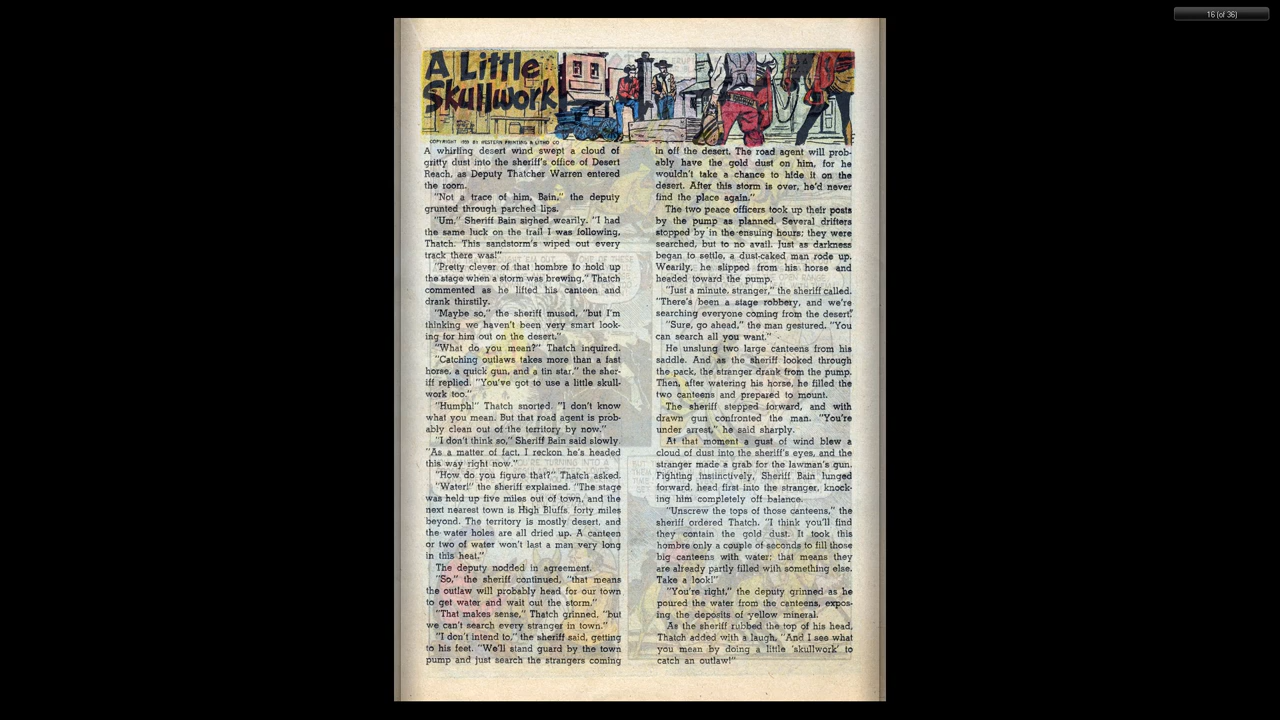 16 (of 36)
A Little
Skullwork
COPYRIGHT 1955 BY WESTERN PRINTING & LITHO CO
A whirling desert wind swept a cloud of
gritty dust into the sheriff's office of Desert
Reach, as Deputy Thatcher Warren entered
the room.
"Not a trace of him, Bain," the deputy
grunted through parched lips.
"Um," Sheriff Bain sighed wearily. "I had
the same luck on the trail I was following,
Thatch. This sandstorm's wiped out every
track there was!"
"Pretty clever of that hombre to hold up
the stage when a storm was brewing," Thatch
commented as he lifted his canteen and
drank thirstily.
"Maybe so," the sheriff mused, "but I'm
thinking we haven't been very smart look-
ing for him out on the desert."
"What do you mean?" Thatch inquired.
"Catching outlaws takes more than a fast
horse, a quick gun, and a tin star," the sher-
iff replied. "You've got to use a little skull-
work too."
"Humph!" Thatch snorted. "I don't know
what you mean. But that road agent is prob-
ably clean out of the territory by now."
"I don't think so," Sheriff Bain said slowly.
"As a matter of fact, I reckon he's headed
this way right now."
"How do you figure that?" Thatch asked.
"Water!" the sheriff explained. "The stage
was held up five miles out of town, and the
next nearest town is High Bluffs, forty miles
beyond. The territory is mostly desert, and
the water holes are all dried up. A canteen
or two of water won't last a man very long
in this heat."
The deputy nodded in agreement.
"So," the sheriff continued, "that means
the outlaw will probably head for our town
to get water and wait out the storm."
"That makes sense," Thatch grinned, "but
we can't search every stranger in town."
"I don't intend to," the sheriff said, getting
to his feet. "We'll stand guard by the town
pump and just search the strangers coming
in off the desert. The road agent will prob-
ably have the gold dust on him, for he
wouldn't take a chance to hide it on the
desert. After this storm is over, he'd never
find the place again."
The two peace officers took up their posts
by the pump as planned. Several drifters
stopped by in the ensuing hours; they were
searched, but to no avail. Just as darkness
began to settle, a dust-caked man rode up.
Wearily, he slipped from his horse and
headed toward the pump.
"Just a minute, stranger," the sheriff called.
"There's been a stage robbery, and we're
searching everyone coming from the desert."
"Sure, go ahead," the man gestured. "You
can search all you want."
He unslung two large canteens from his
saddle. And as the sheriff looked through
the pack, the stranger drank from the pump.
Then, after watering his horse, he filled the
two canteens and prepared to mount.
The sheriff stepped forward, and with
drawn gun confronted the man. "You're
under arrest," he said sharply.
At that moment a gust of wind blew a
cloud of dust into the sheriff's eyes, and the
stranger made a grab for the lawman's gun.
Fighting instinctively, Sheriff Bain lunged
forward, head first into the stranger, knock-
ing him completely off balance.
"Unscrew the tops of those canteens," the
sheriff ordered Thatch. "I think you'll find
they contain the gold dust. It took this
hombre only a couple of seconds to fill those
big canteens with water; that means they
are already partly filled with something else.
Take a look!"
"You're right," the deputy grinned as he
poured the water from the canteens, expos-
ing the deposits of yellow mineral.
As the sheriff rubbed the top of his head,
Thatch added with a laugh, "And I see what
you mean by doing a little 'skullwork' to
catch an outlaw!"